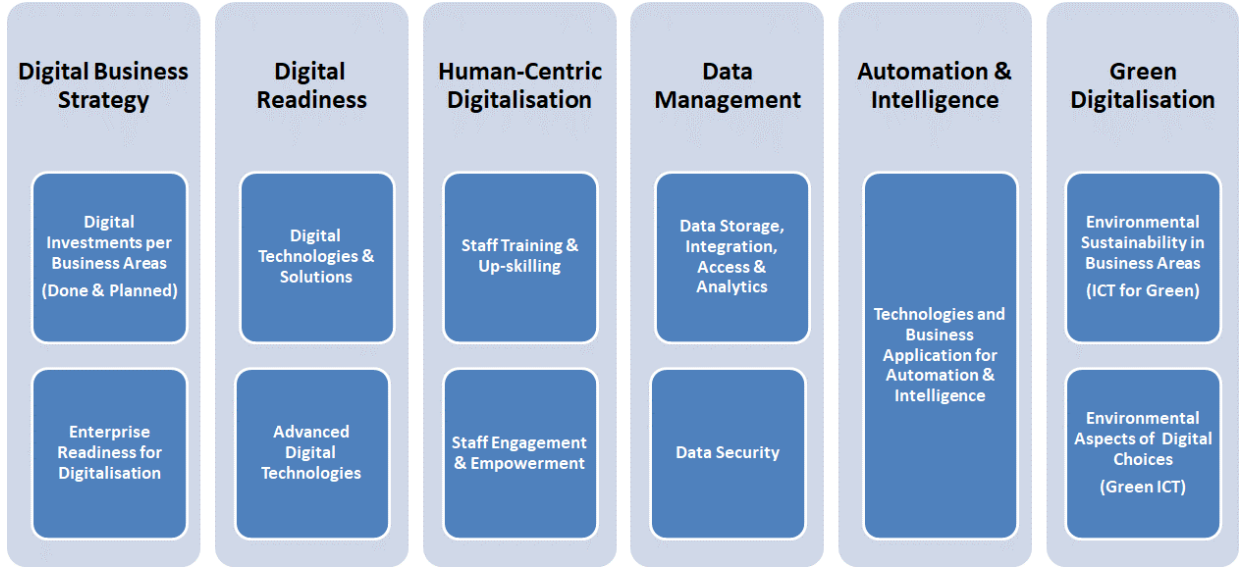 Digital Business
Strategy
Digital
Investments per
Business Areas
(Done & Planned)
Enterprise
Readiness for
Digitalisation
Digital
Readiness
Digital
Technologies &
Solutions
Advanced
Digital
Technologies
Human-Centric
Digitalisation
Staff Training &
Up-skilling
Staff Engagement
& Empowerment
Data
Management
Data Storage,
Integration,
Access &
Analytics
Data Security
Automation &
Intelligence
Technologies and
Business
Application for
Automation &
Intelligence
Green
Digitalisation
Environmental
Sustainability in
Business Areas
(ICT for Green)
Environmental
Aspects of Digital
Choices
(Green ICT)